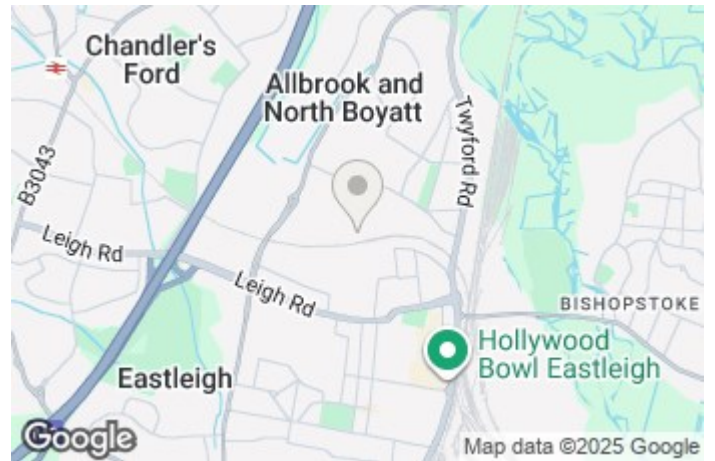 Chandler's
Ford
Allbrook and
North Boyatt
Twyford Rd
B3043
Leigh Rd
Leigh Rd
BISHOPSTOKE
Hollywood
Bowl Eastleigh
Eastleigh
Google
Map data ©2025 Google